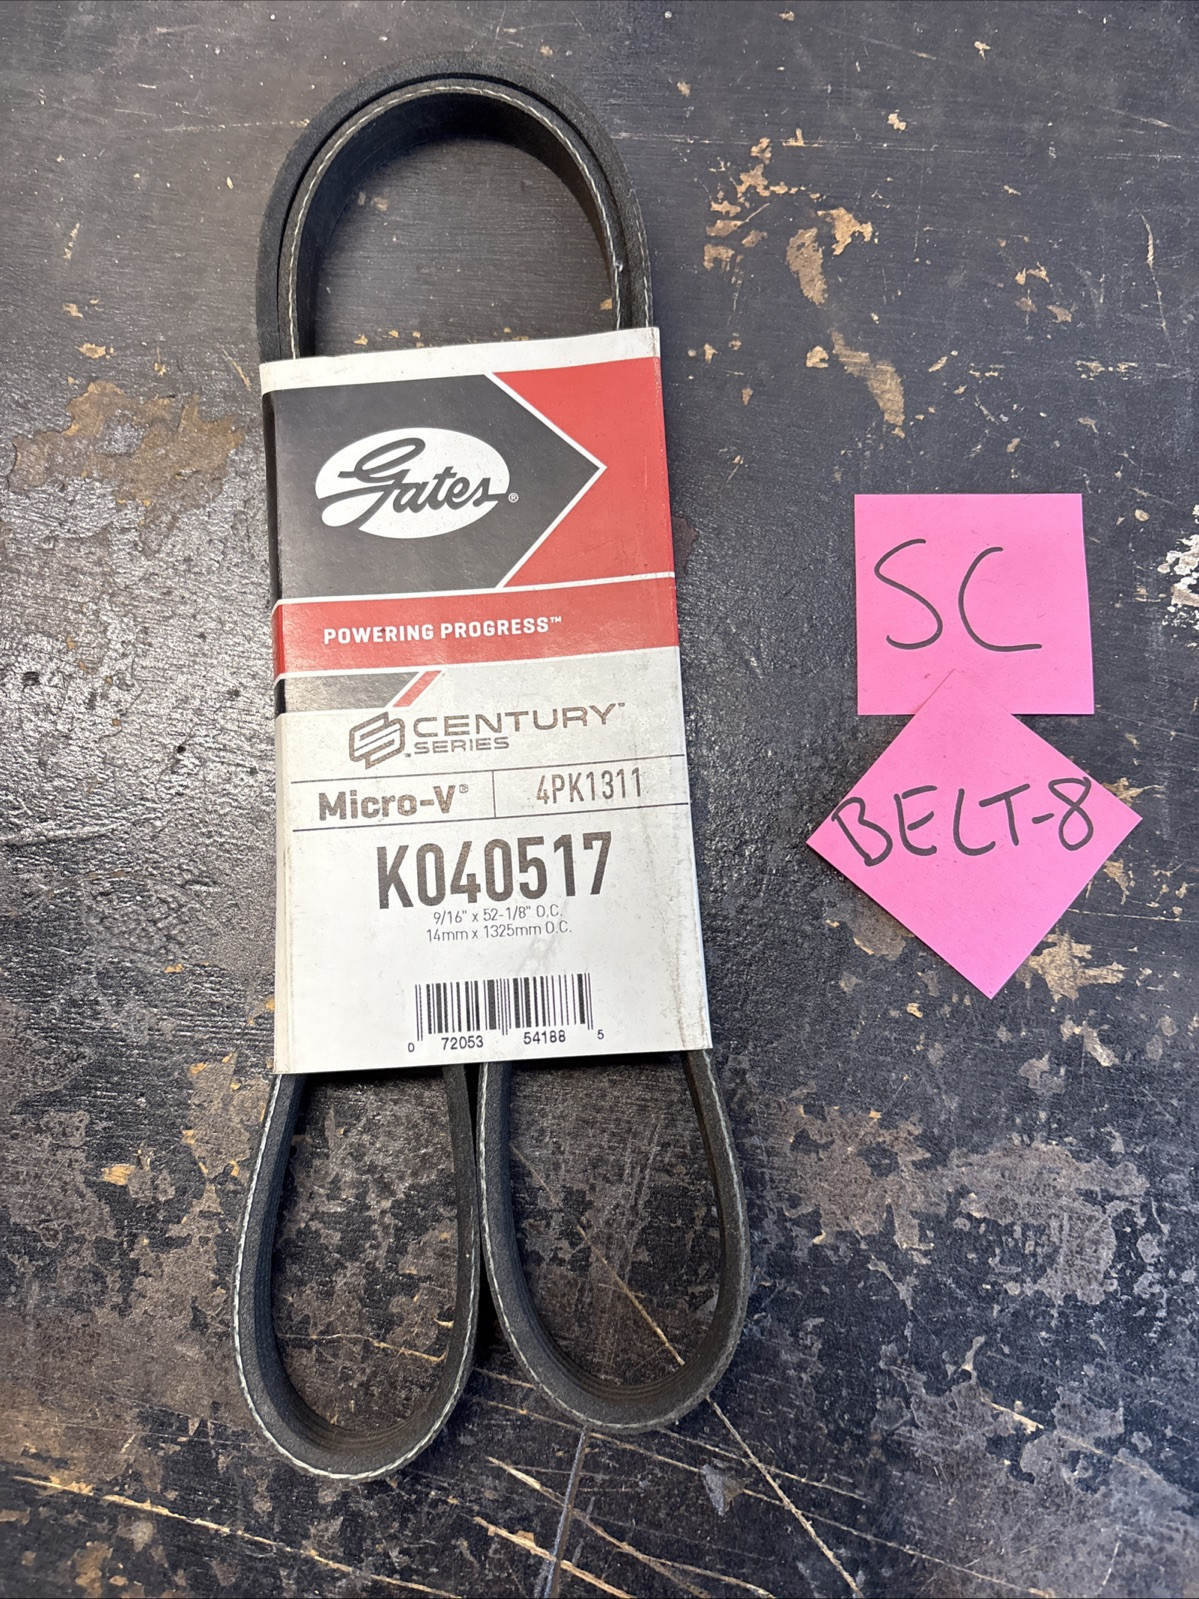 Gates®
POWERING PROGRESS™
CENTURY™
SERIES
Micro-V®
4PK1311
K040517
9/16" x 52-1/8" O.C.
14mm x 1325mm O.C.
0 72053 54188 5
SC
BELT-8